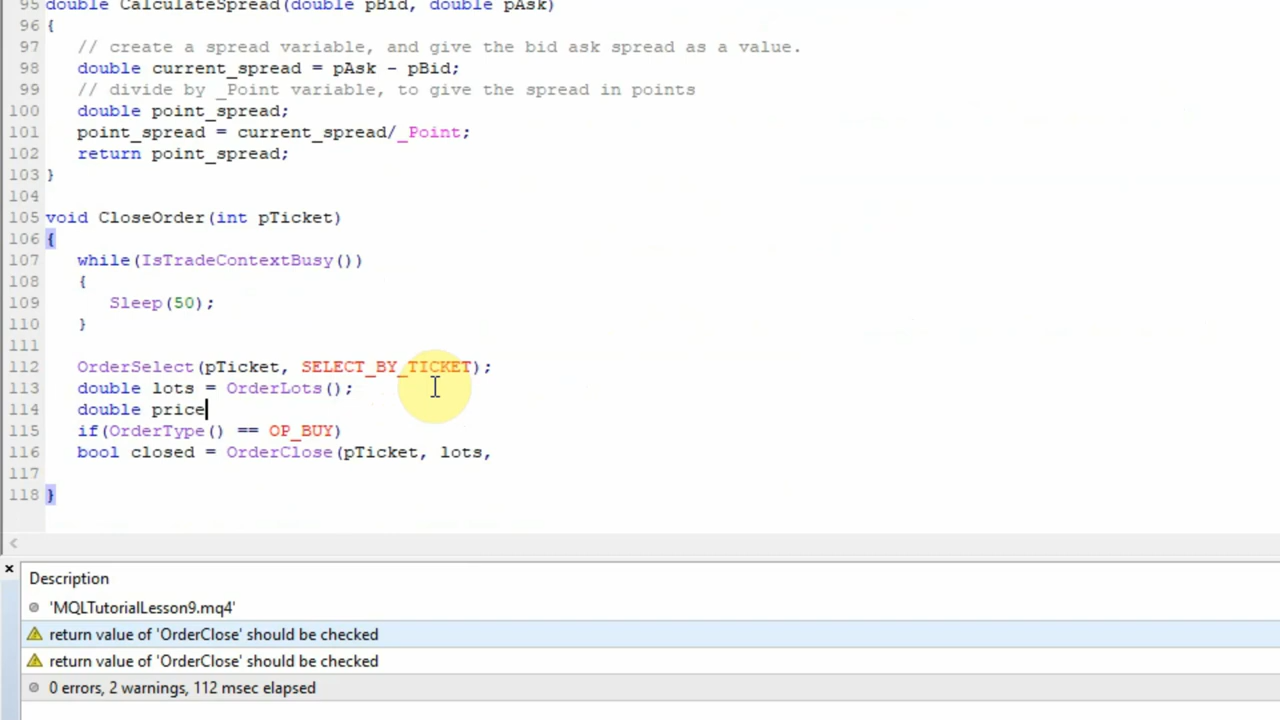 95 double CalculateSpread(double pBid, double pAsk)
96 {
97 // create a spread variable, and give the bid ask spread as a value.
98 double current_spread = pAsk - pBid;
99 // divide by _Point variable, to give the spread in points
100 double point_spread;
101 point_spread = current_spread/_Point;
102 return point_spread;
103 }
104
105 void CloseOrder(int pTicket)
106 {
107 while(IsTradeContextBusy())
108 {
109 Sleep(50);
110 }
111
112 OrderSelect(pTicket, SELECT_BY_TICKET);
113 double lots = OrderLots();
114 double price
115 if(OrderType() == OP_BUY)
116 bool closed = OrderClose(pTicket, lots,
117
118 }
Description
'MQLTutorialLesson9.mq4'
return value of 'OrderClose' should be checked
return value of 'OrderClose' should be checked
0 errors, 2 warnings, 112 msec elapsed